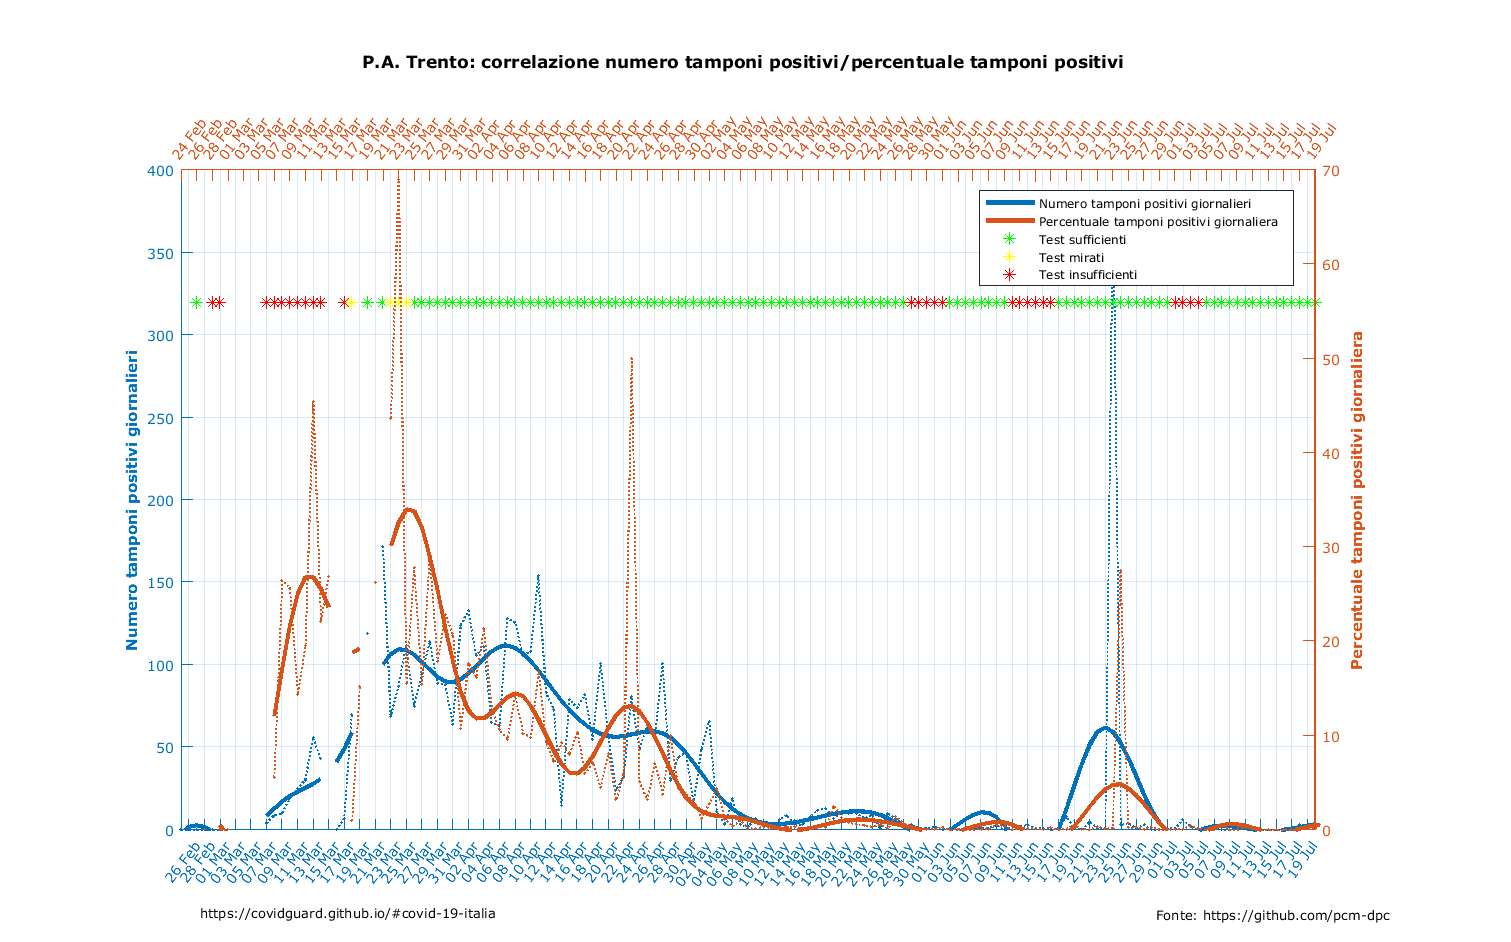 P.A. Trento: correlazione numero tamponi positivi/percentuale tamponi positivi
24 Feb 26 Feb 28 Feb 01 Mar 03 Mar 05 Mar 07 Mar 09 Mar 11 Mar 13 Mar 15 Mar 17 Mar 19 Mar 21 Mar 23 Mar 25 Mar 27 Mar 29 Mar 31 Mar 02 Apr 04 Apr 06 Apr 08 Apr 10 Apr 12 Apr 14 Apr 16 Apr 18 Apr 20 Apr 22 Apr 24 Apr 26 Apr 28 Apr 30 Apr 02 May 04 May 06 May 08 May 10 May 12 May 14 May 16 May 18 May 20 May 22 May 24 May 26 May 28 May 30 May 01 Jun 03 Jun 05 Jun 07 Jun 09 Jun 11 Jun 13 Jun 15 Jun 17 Jun 19 Jun 21 Jun 23 Jun 25 Jun 27 Jun 29 Jun 01 Jul 03 Jul 05 Jul 07 Jul 09 Jul 11 Jul 13 Jul 15 Jul 17 Jul 19 Jul
400 70
Numero tamponi positivi giornalieri
Percentuale tamponi positivi giornaliera
Test sufficienti
Test mirati
Test insufficienti
350
60
300
50
250
40
200
30
150
20
100
10
50
0 0
Numero tamponi positivi giornalieri
Percentuale tamponi positivi giornaliera
26 Feb 28 Feb 01 Mar 03 Mar 05 Mar 07 Mar 09 Mar 11 Mar 13 Mar 15 Mar 17 Mar 19 Mar 21 Mar 23 Mar 25 Mar 27 Mar 29 Mar 31 Mar 02 Apr 04 Apr 06 Apr 08 Apr 10 Apr 12 Apr 14 Apr 16 Apr 18 Apr 20 Apr 22 Apr 24 Apr 26 Apr 28 Apr 30 Apr 02 May 04 May 06 May 08 May 10 May 12 May 14 May 16 May 18 May 20 May 22 May 24 May 26 May 28 May 30 May 01 Jun 03 Jun 05 Jun 07 Jun 09 Jun 11 Jun 13 Jun 15 Jun 17 Jun 19 Jun 21 Jun 23 Jun 25 Jun 27 Jun 29 Jun 01 Jul 03 Jul 05 Jul 07 Jul 09 Jul 11 Jul 13 Jul 15 Jul 17 Jul 19 Jul
https://covidguard.github.io/#covid-19-italia
Fonte: https://github.com/pcm-dpc